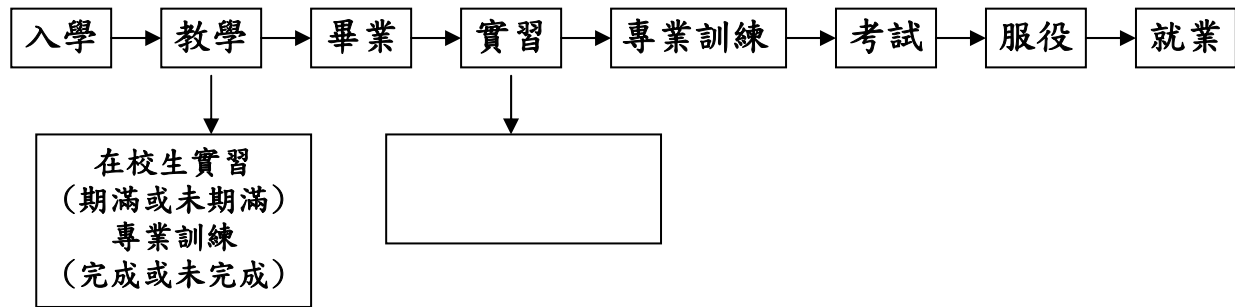 入學 教學 畢業 實習 專業訓練 考試 服役 就業
在校生實習
(期滿或未期滿)
專業訓練
(完成或未完成)